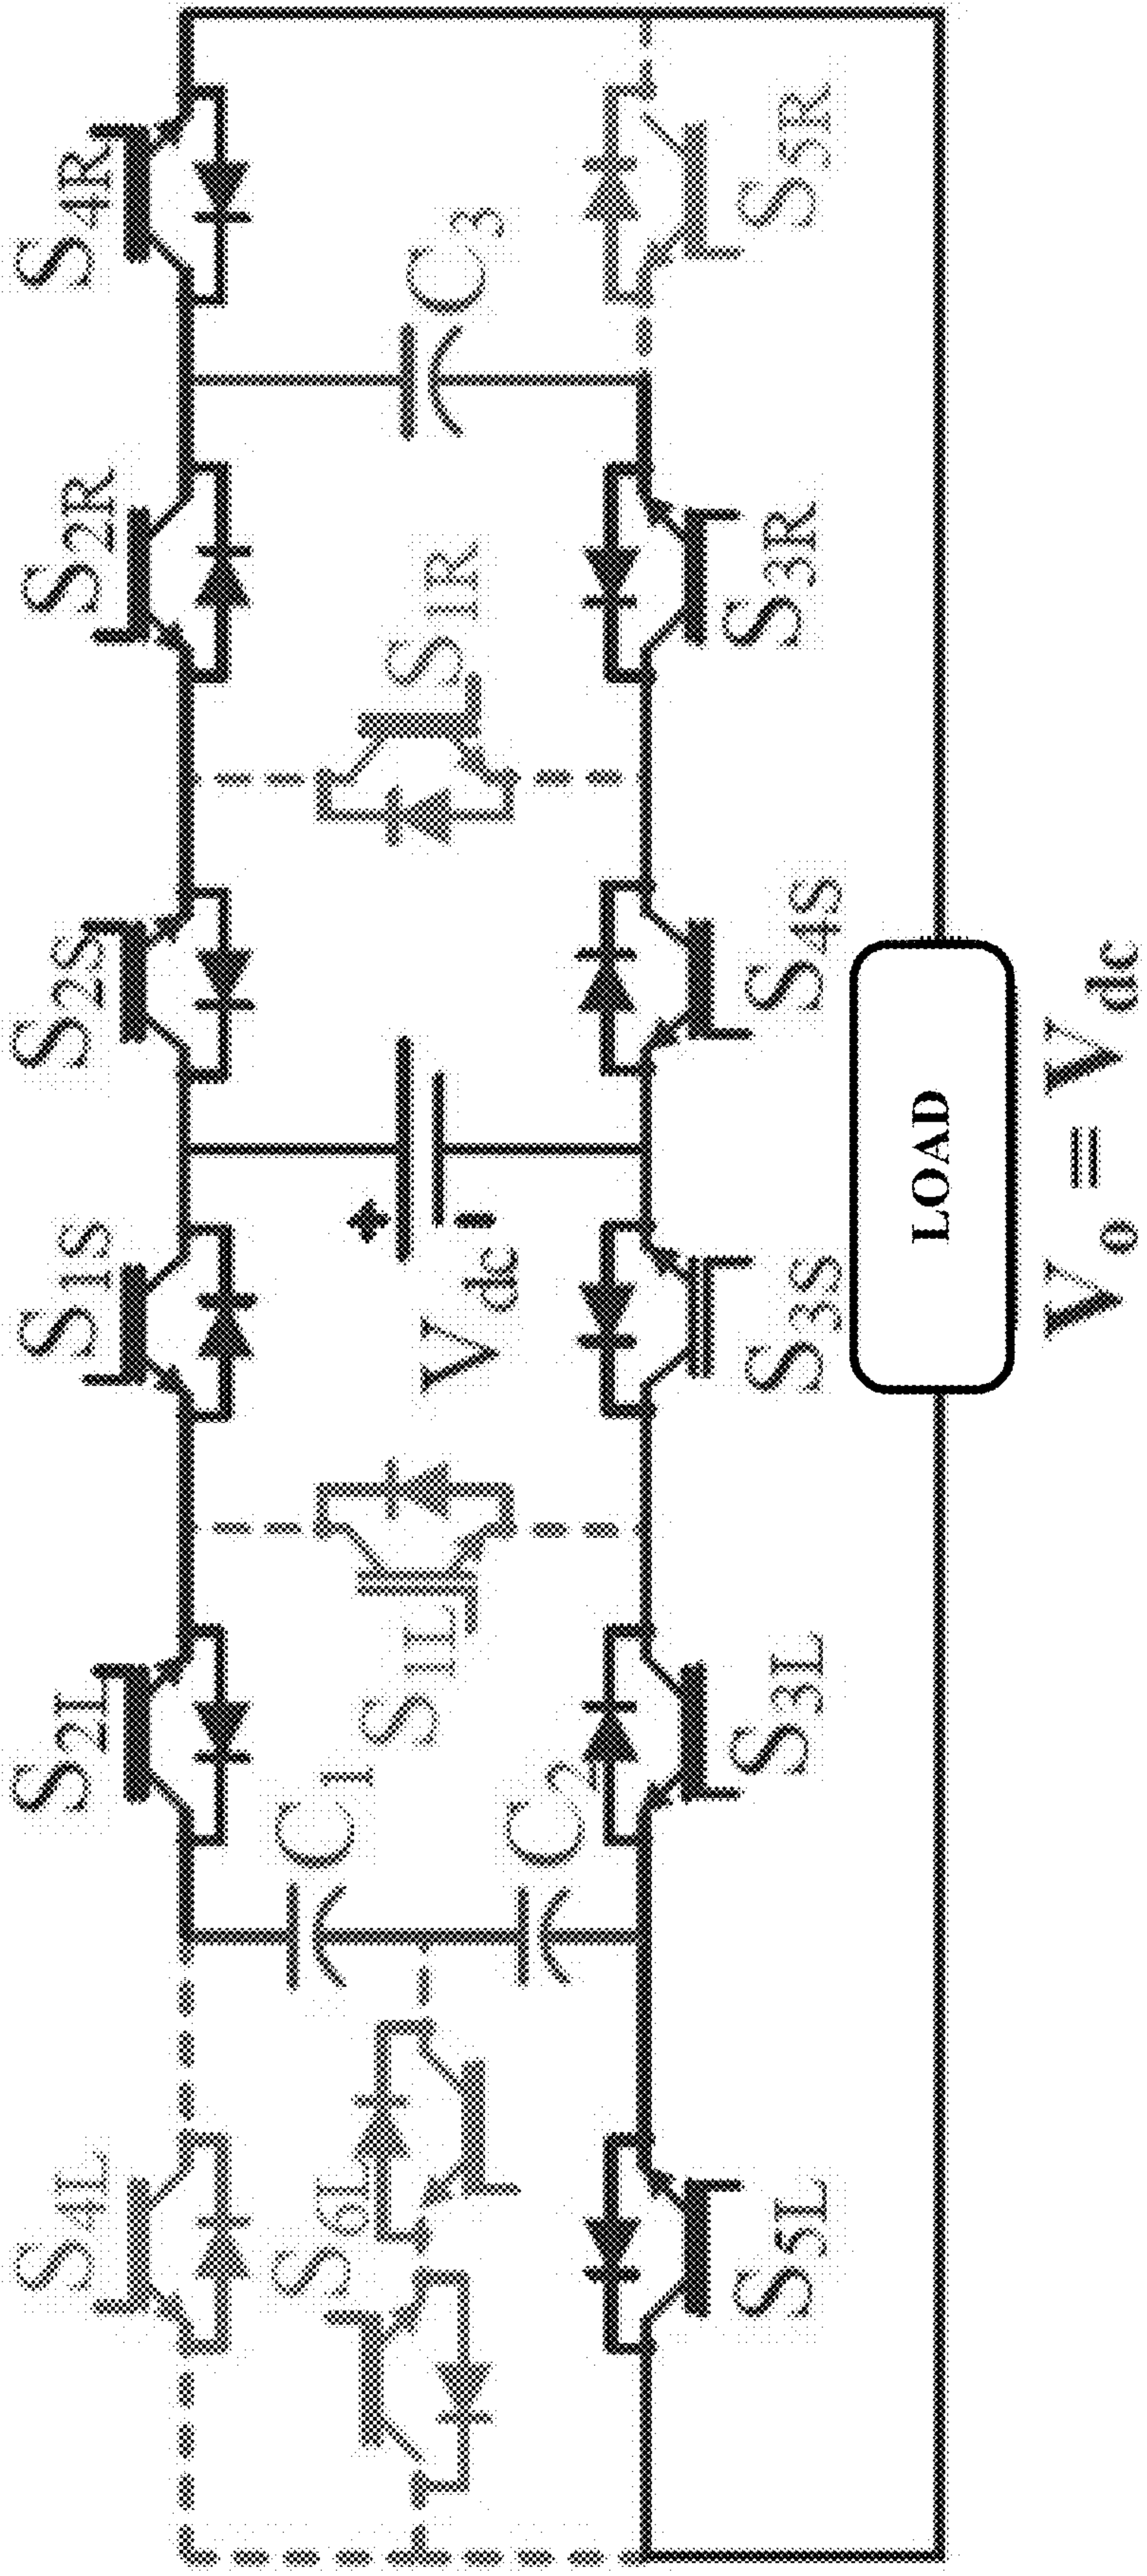 S4L
S2L
S1S
S2S
S2R
S4R
C1
S6L
S1L
Vdc
+
-
S1R
C3
C2
S5L
S3L
S3S
S4S
S3R
S5R
LOAD
Vo = Vdc